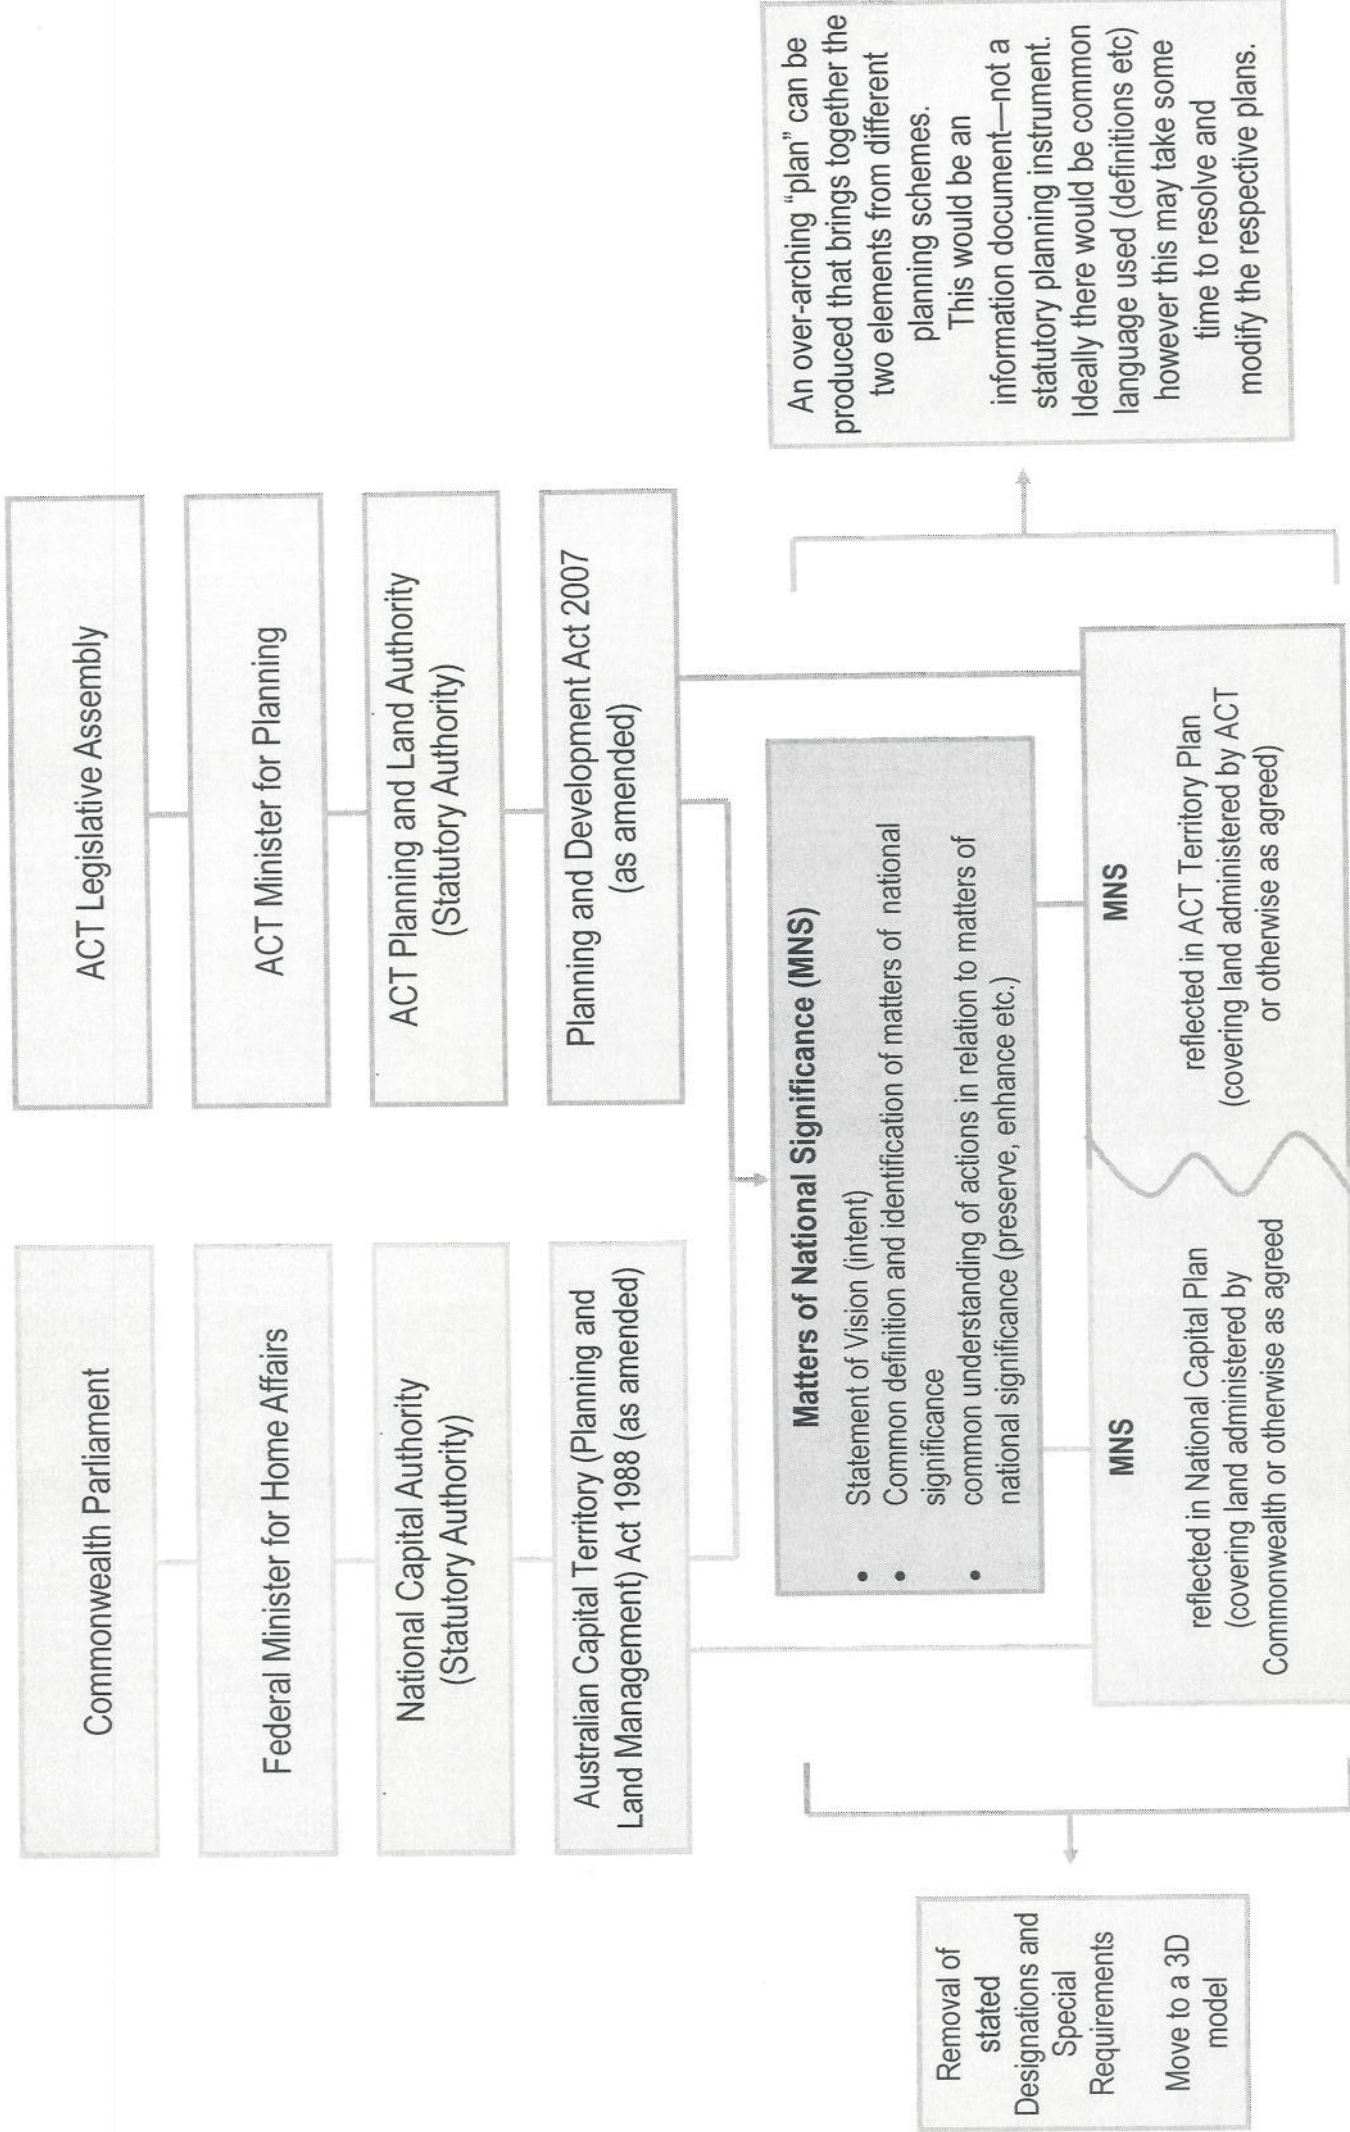 Commonwealth Parliament
Federal Minister for Home Affairs
National Capital Authority
(Statutory Authority)
Australian Capital Territory (Planning and
Land Management) Act 1988 (as amended)
ACT Legislative Assembly
ACT Minister for Planning
ACT Planning and Land Authority
(Statutory Authority)
Planning and Development Act 2007
(as amended)
Matters of National Significance (MNS)
• Statement of Vision (intent)
• Common definition and identification of matters of national
significance
• common understanding of actions in relation to matters of
national significance (preserve, enhance etc.)
MNS
reflected in National Capital Plan
(covering land administered by
Commonwealth or otherwise as agreed
MNS
reflected in ACT Territory Plan
(covering land administered by ACT
or otherwise as agreed)
Removal of
stated
Designations and
Special
Requirements
Move to a 3D
model
An over-arching “plan” can be
produced that brings together the
two elements from different
planning schemes.
This would be an
information document—not a
statutory planning instrument.
Ideally there would be common
language used (definitions etc)
however this may take some
time to resolve and
modify the respective plans.